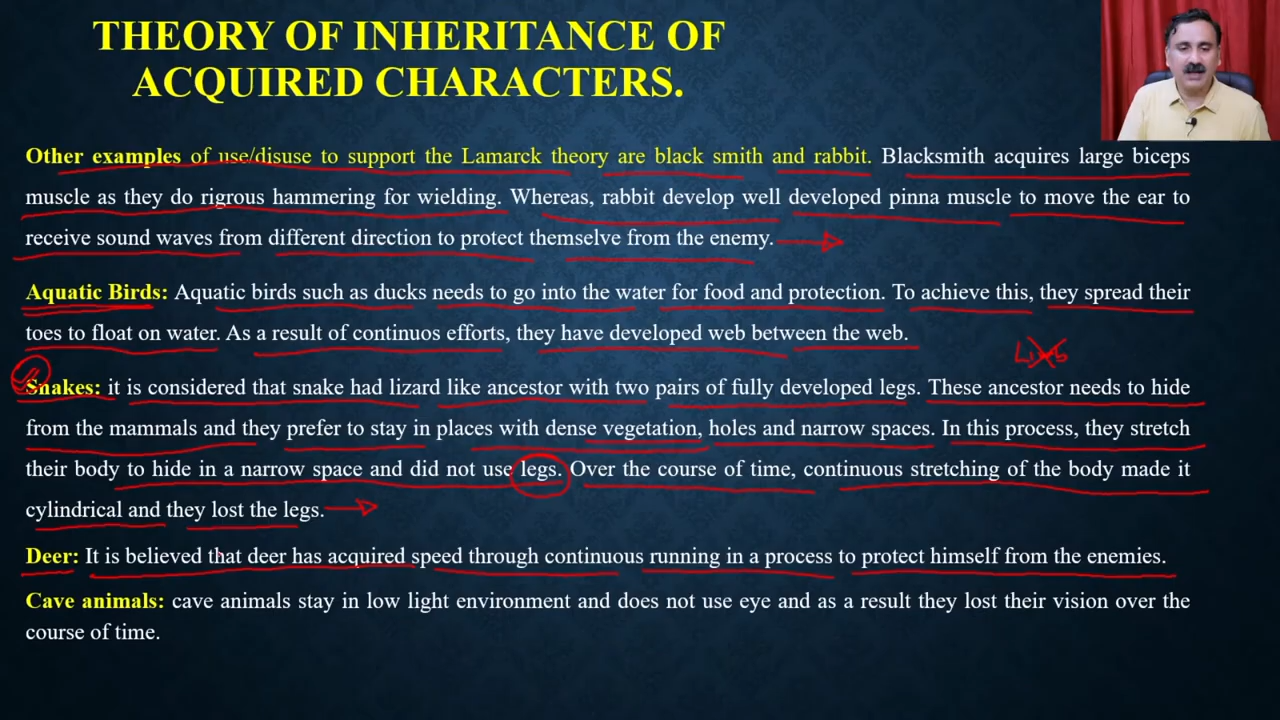 THEORY OF INHERITANCE OF
ACQUIRED CHARACTERS.
Other examples of use/disuse to support the Lamarck theory are black smith and rabbit. Blacksmith acquires large biceps
muscle as they do rigrous hammering for wielding. Whereas, rabbit develop well developed pinna muscle to move the ear to
receive sound waves from different direction to protect themselve from the enemy.
Aquatic Birds: Aquatic birds such as ducks needs to go into the water for food and protection. To achieve this, they spread their
toes to float on water. As a result of continuos efforts, they have developed web between the web.
Snakes: it is considered that snake had lizard like ancestor with two pairs of fully developed legs. These ancestor needs to hide
from the mammals and they prefer to stay in places with dense vegetation, holes and narrow spaces. In this process, they stretch
their body to hide in a narrow space and did not use legs. Over the course of time, continuous stretching of the body made it
cylindrical and they lost the legs.
Deer: It is believed that deer has acquired speed through continuous running in a process to protect himself from the enemies.
Cave animals: cave animals stay in low light environment and does not use eye and as a result they lost their vision over the
course of time.